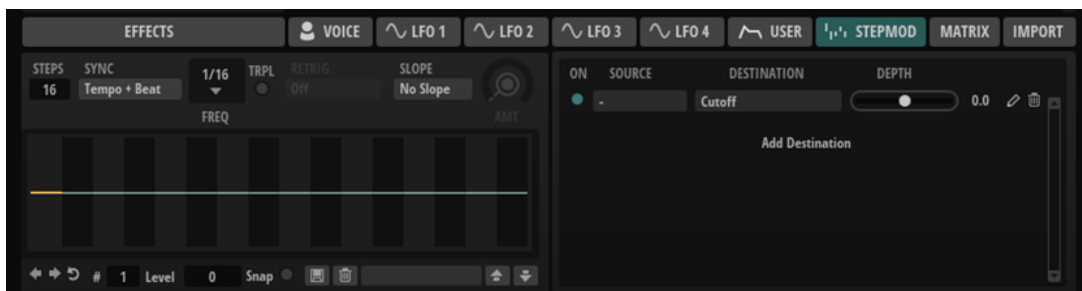 EFFECTS VOICE LFO 1 LFO 2 LFO 3 LFO 4 USER STEPMOD MATRIX IMPORT
STEPS SYNC 1/16 TRPL RETRIG SLOPE
16 Tempo + Beat Off No Slope
FREQ AMT
# 1 Level 0 Snap
ON SOURCE DESTINATION DEPTH
- Cutoff 0.0
Add Destination